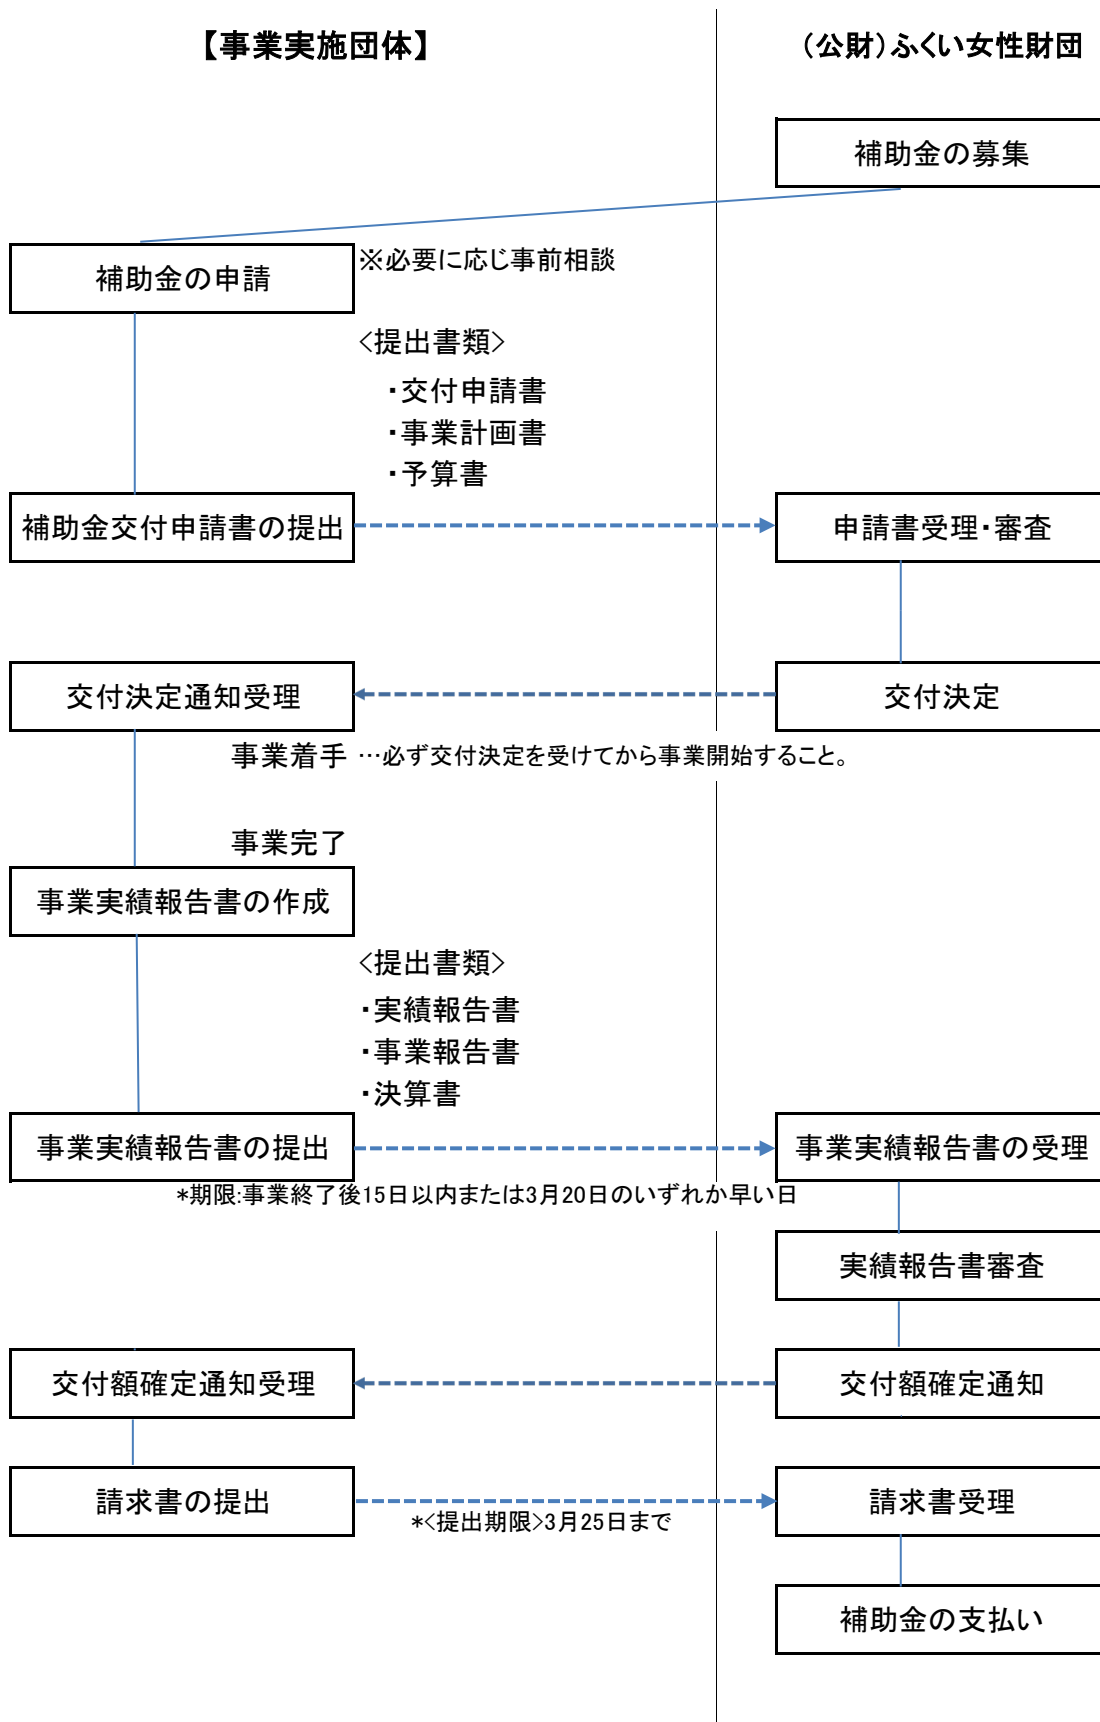 【事業実施団体】
（公財）ふくい女性財団
補助金の募集
補助金の申請
※必要に応じ事前相談
<提出書類>
・交付申請書
・事業計画書
・予算書
補助金交付申請書の提出
申請書受理・審査
交付決定通知受理
交付決定
事業着手 …必ず交付決定を受けてから事業開始すること。
事業完了
事業実績報告書の作成
<提出書類>
・実績報告書
・事業報告書
・決算書
事業実績報告書の提出
事業実績報告書の受理
*期限:事業終了後15日以内または3月20日のいずれか早い日
実績報告書審査
交付額確定通知受理
交付額確定通知
請求書の提出
請求書受理
*<提出期限>3月25日まで
補助金の支払い